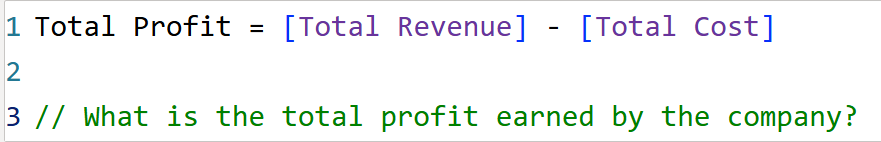 1 Total Profit = [Total Revenue] - [Total Cost]
2
3 // What is the total profit earned by the company?